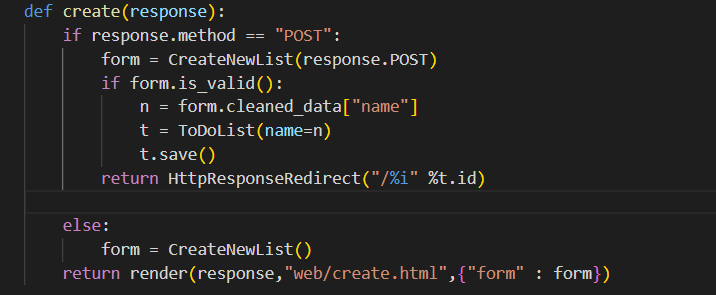 def create(response):
    if response.method == "POST":
        form = CreateNewList(response.POST)
        if form.is_valid():
            n = form.cleaned_data["name"]
            t = ToDoList(name=n)
            t.save()
        return HttpResponseRedirect("/%i" %t.id)
    else:
        form = CreateNewList()
    return render(response,"web/create.html",{"form" : form})